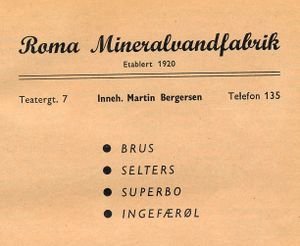 Roma Mineralvandfabrik
Etablert 1920
Teatergt. 7 Inneh. Martin Bergersen Telefon 135
● BRUS
● SELTERS
● SUPERBO
● INGEFÆRØL